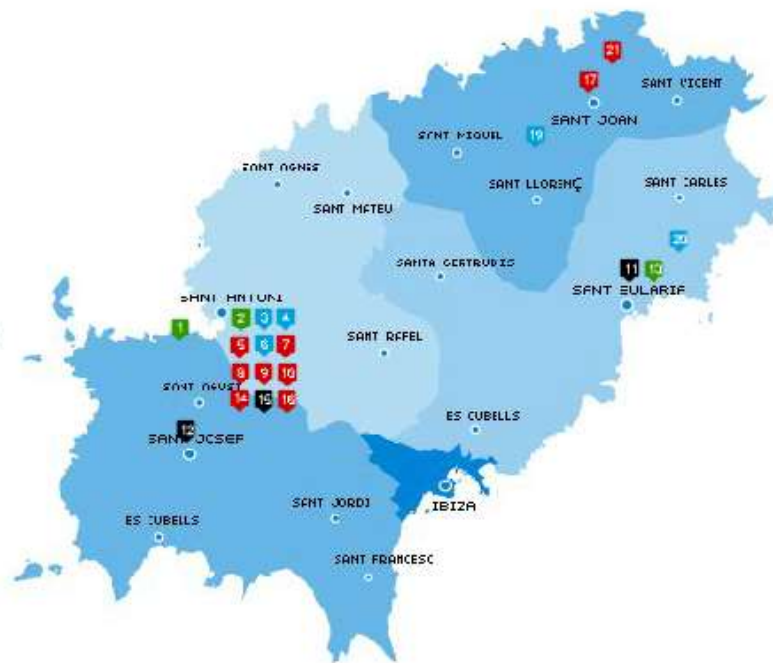 21
17
SANT VICENT
SANT JOAN
19
SANT MIQUEL
SANT AGNES
SANT LLORENÇ
SANT CARLES
SANT MATEU
20
SANTA GERTRUDIS
11
SANT EULARIA
SANT ANTONI
1
2 3 4
5 6 7
SANT RAFEL
8 9 10
SANT AGUSTI
14 15 16
ES CUBELLS
12
SANT JOSEP
IBIZA
SANT JORDI
ES CUBELLS
SANT FRANCESC